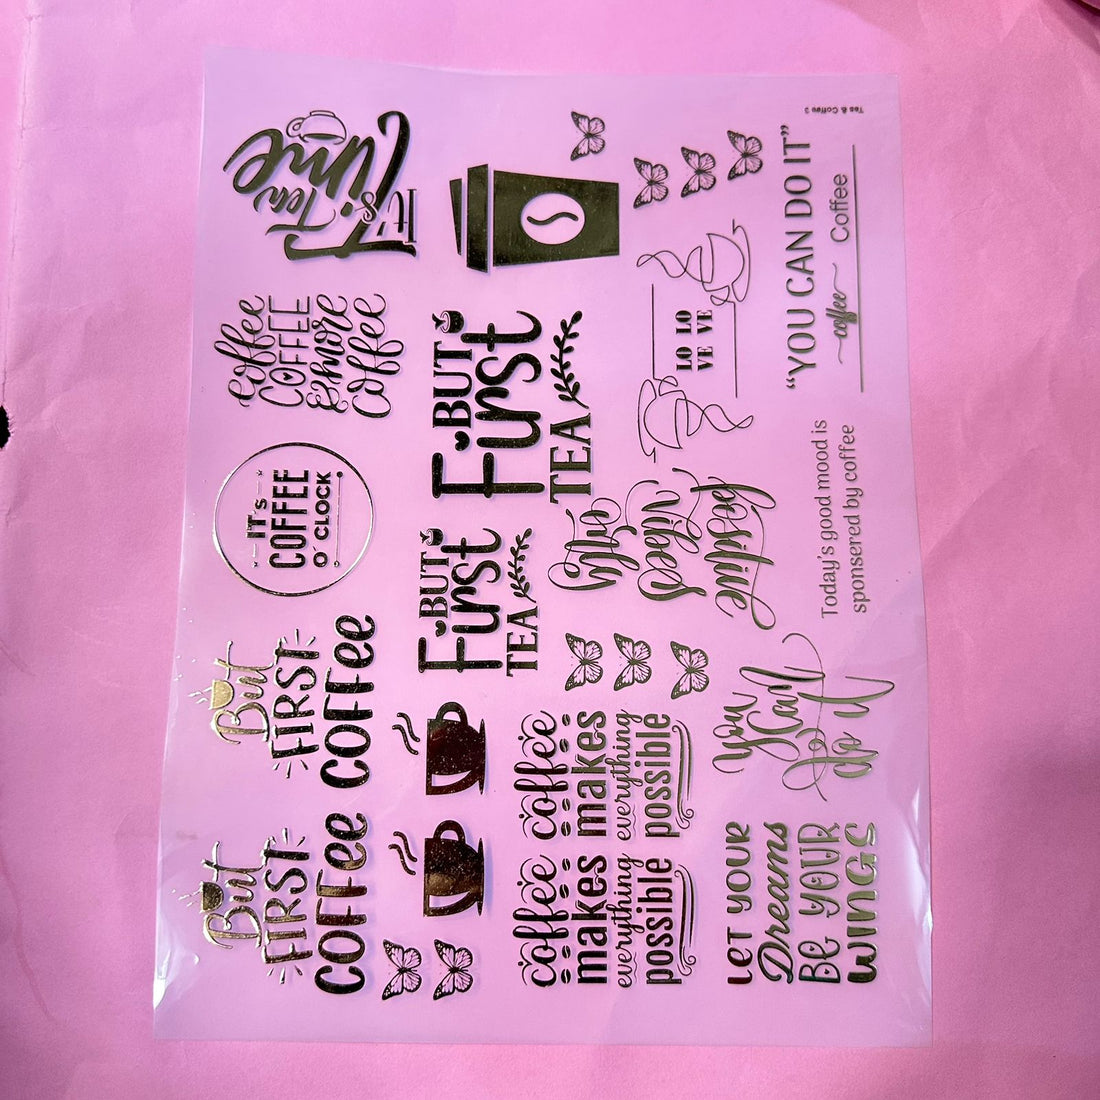 But
FIRST
COFFEE
But
FIRST
COFFEE
IT's
COFFEE
O'CLOCK
coffee
COFFEE
& more
coffee
It's
Tea
Time
BUT
First
TEA
BUT
First
TEA
coffee
makes
everything
possible
coffee
makes
everything
possible
LO LO
VE VE
LET YOUR
Dreams
BE YOUR
WINGS
You
Can
do it
Today's good mood is
sponsered by coffee
"YOU CAN DO IT"
coffee Coffee
Tea & Coffee 3